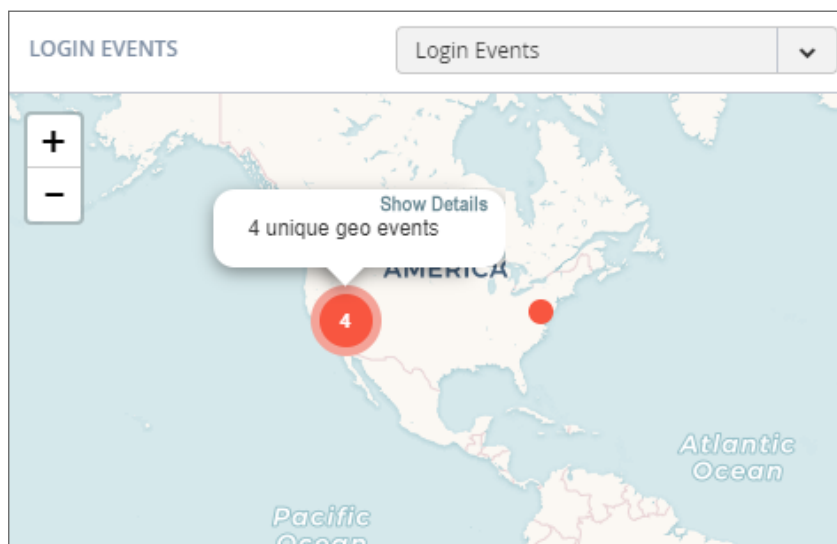 LOGIN EVENTS
Login Events
+
−
Show Details
4 unique geo events
AMERICA
4
Atlantic
Ocean
Pacific
Ocean